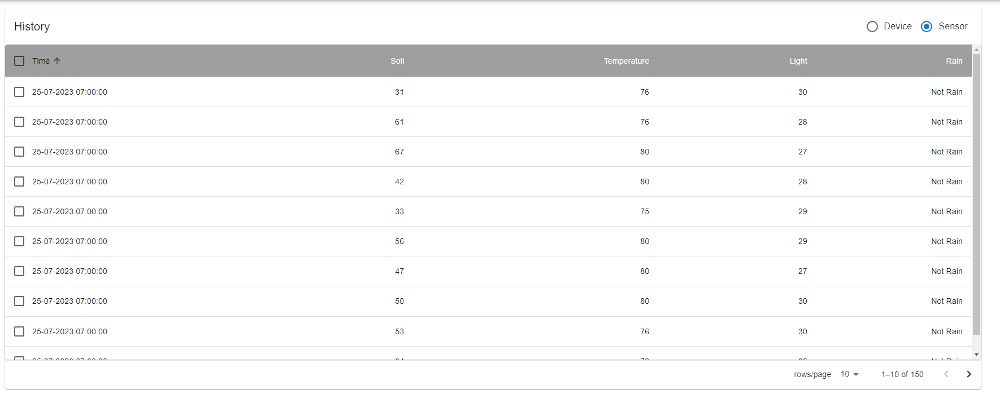 History Device Sensor
Time Soil Temperature Light Rain
25-07-2023 07:00:00 31 76 30 Not Rain
25-07-2023 07:00:00 61 76 28 Not Rain
25-07-2023 07:00:00 67 80 27 Not Rain
25-07-2023 07:00:00 42 80 28 Not Rain
25-07-2023 07:00:00 33 75 29 Not Rain
25-07-2023 07:00:00 56 80 29 Not Rain
25-07-2023 07:00:00 47 80 27 Not Rain
25-07-2023 07:00:00 50 80 30 Not Rain
25-07-2023 07:00:00 53 76 30 Not Rain
rows/page 10 1–10 of 150